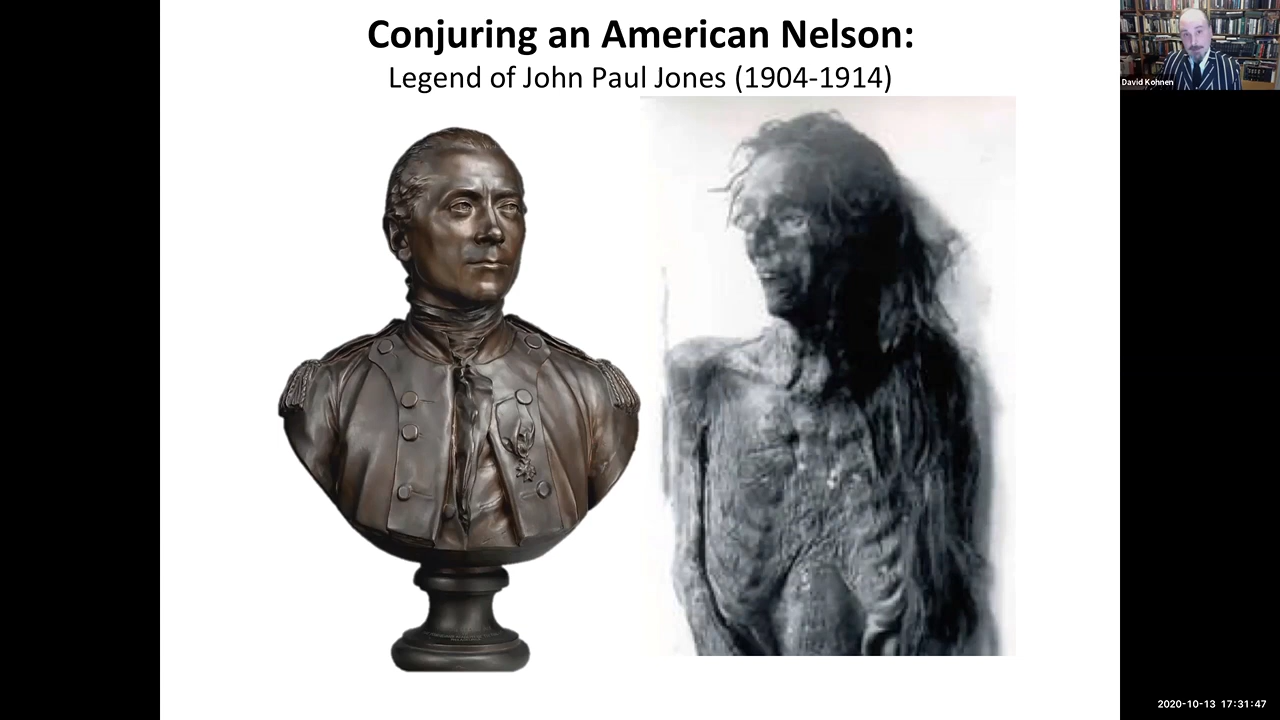 Conjuring an American Nelson:
Legend of John Paul Jones (1904-1914)
David Kohnen
2020-10-13 17:31:47